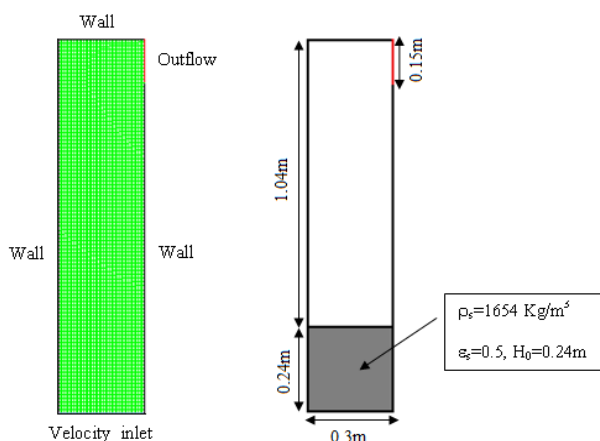 Wall
Outflow
Wall
Wall
Velocity inlet
0.15m
1.04m
0.24m
0.3m
ρs=1654 Kg/m³
εs=0.5, H0=0.24m